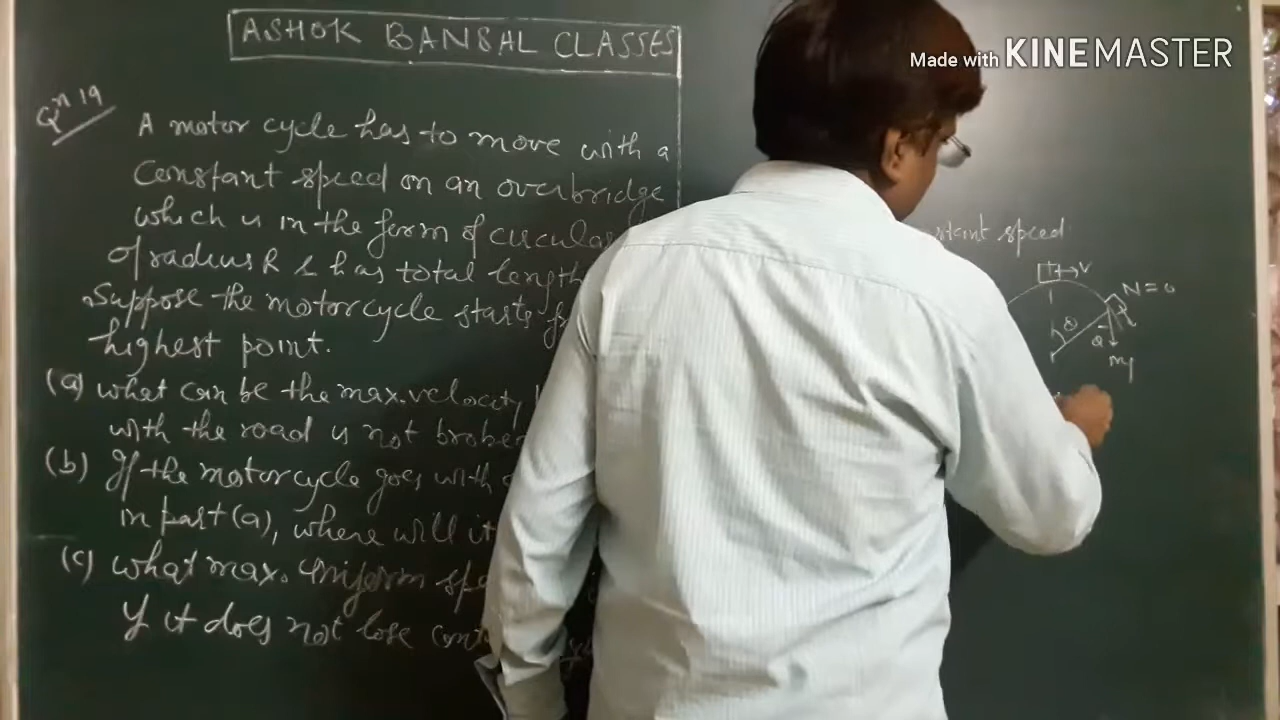 ASHOK BANSAL CLASSES
Made with KINEMASTER
Qn 19
A motor cycle has to move with a
constant speed on an overbridge
which is in the form of circular
of radius R & has total length
Suppose the motorcycle starts
highest point.
(a) what can be the max. velocity
with the road is not broken
(b) If the motorcycle goes with
in part (a), where will it
(c) what max. uniform
if it does not lose
speed
v
N = 0
θ
mg